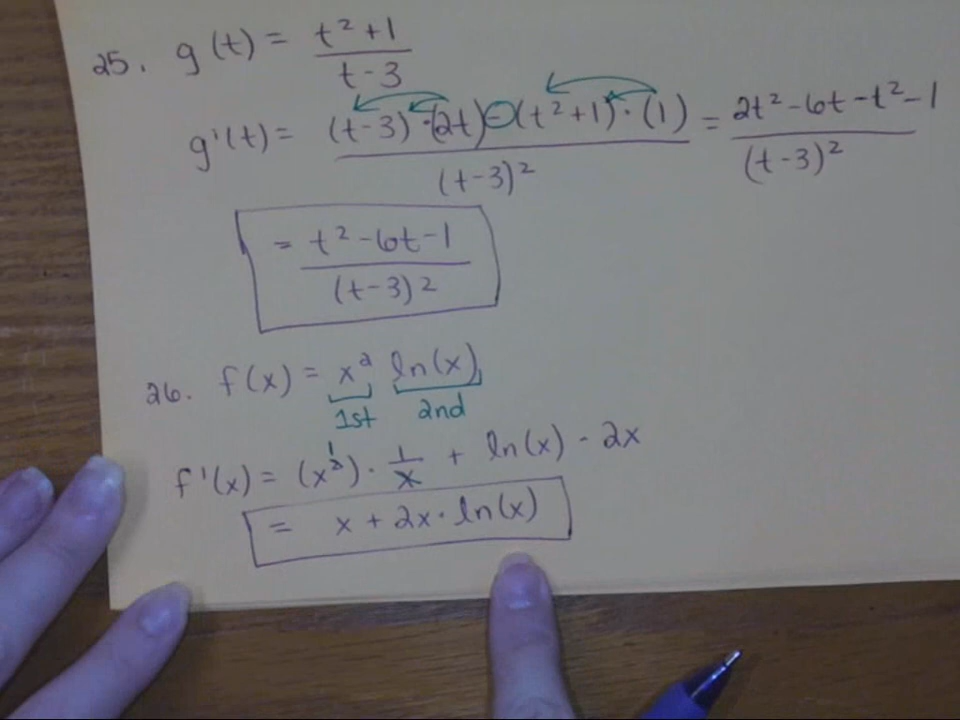 25. g(t) = (t² + 1)/(t - 3)
g'(t) = ((t-3)·(2t) - (t²+1)·(1))/(t-3)² = (2t² - 6t - t² - 1)/(t-3)²
= (t² - 6t - 1)/(t-3)²
26. f(x) = x² ln(x)
1st 2nd
f'(x) = (x²)· 1/x + ln(x) · 2x
1
= x + 2x · ln(x)